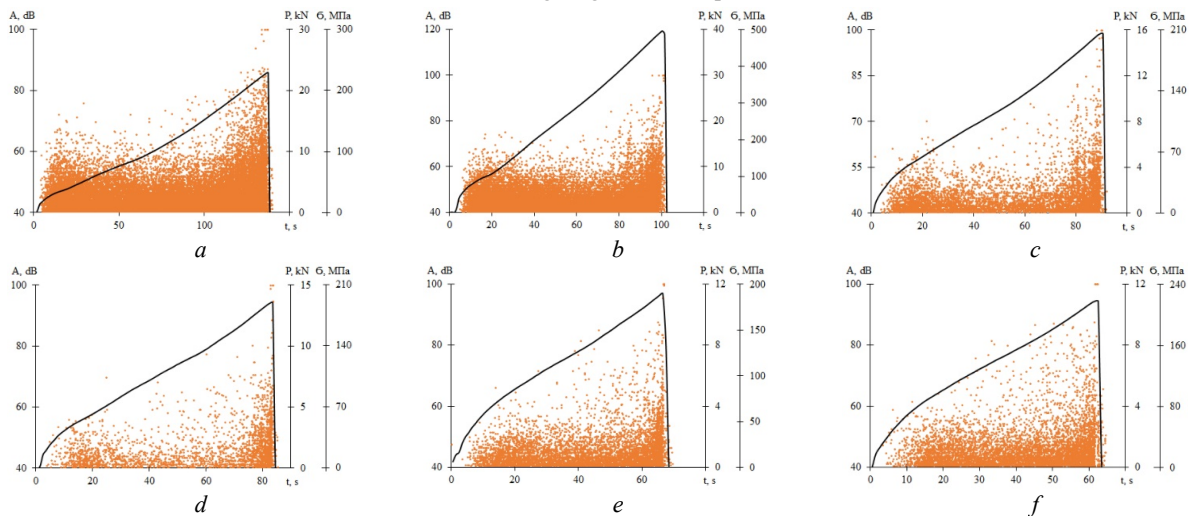 A, dB P, kN Ϭ, МПа
100 30 300
80 20 200
60 10 100
40 0 0
50 100 t, s
a
A, dB P, kN Ϭ, МПа
120 40 500
400
100 30
300
80 20
200
60 10
100
40 0 0
0 20 40 60 80 100 t, s
b
A, dB P, kN Ϭ, МПа
100 16 210
85 12
140
70 8
70
55 4
40 0 0
0 20 40 60 80 t, s
c
A, dB P, kN Ϭ, МПа
100 15 210
80 10 140
60 5 70
40 0 0
0 20 40 60 80 t, s
d
A, dB P, kN Ϭ, МПа
100 12 200
150
80 8
100
60 4
50
40 0 0
0 10 20 30 40 50 60 70 t, s
e
A, dB P, kN Ϭ, МПа
100 12 240
80 8 160
60 4 80
40 0 0
0 10 20 30 40 50 60 t, s
f